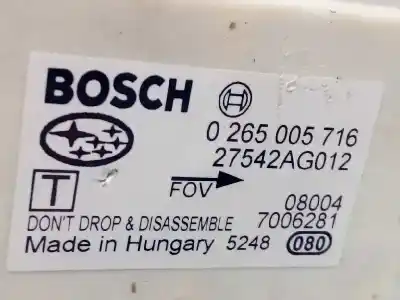 BOSCH
0 265 005 716
27542AG012
T
FOV
08004
DON'T DROP & DISASSEMBLE 7006281
Made in Hungary 5248 080